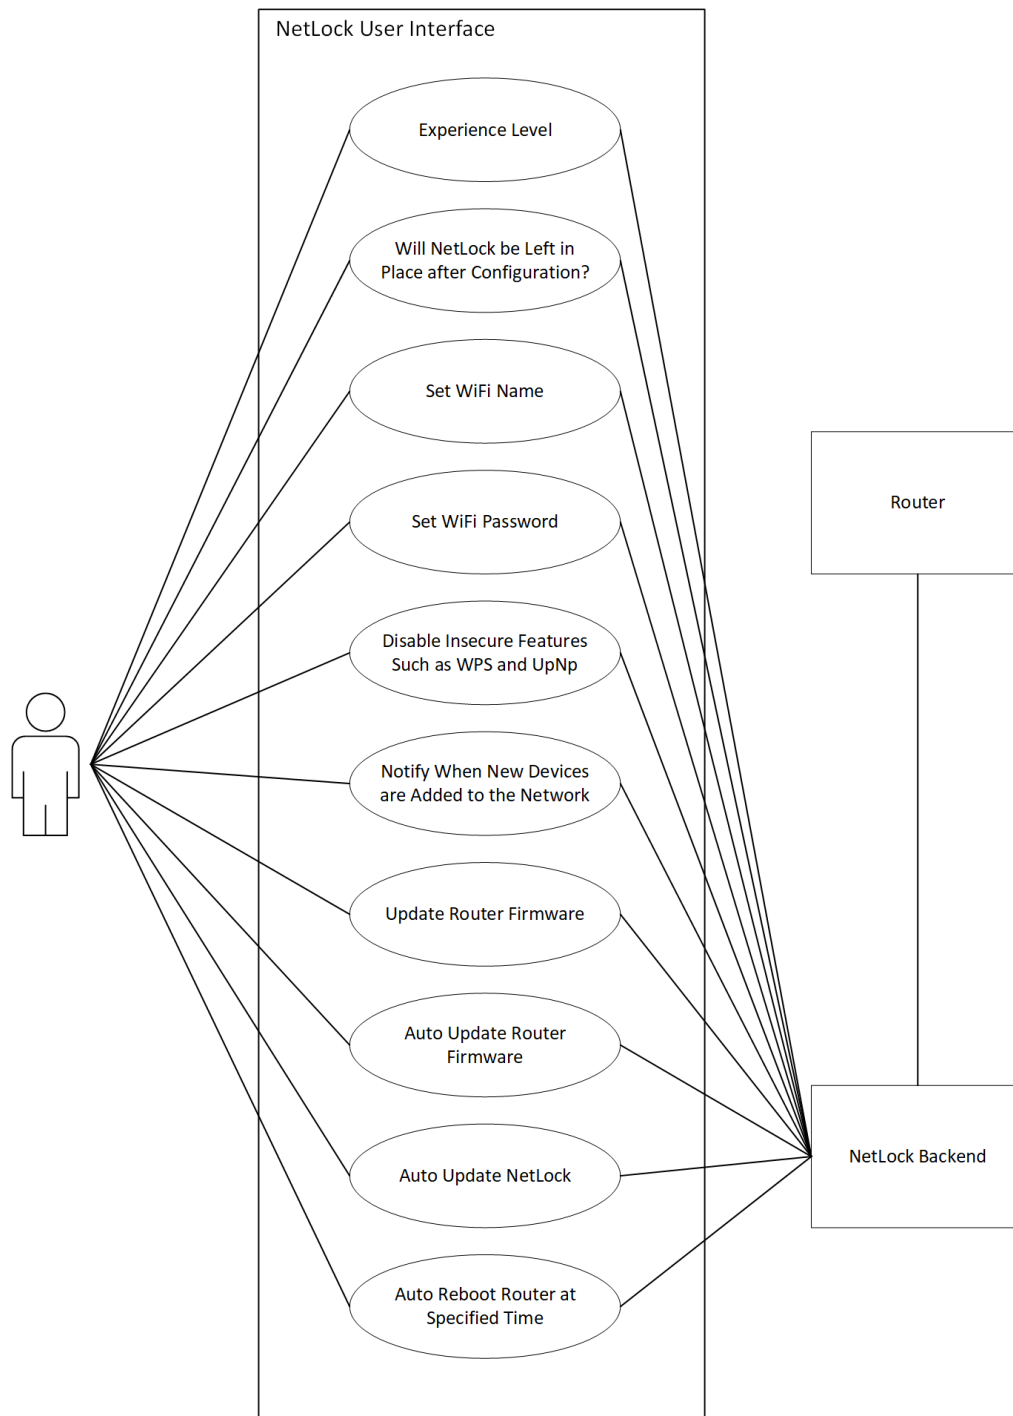 NetLock User Interface
Experience Level
Will NetLock be Left in
Place after Configuration?
Set WiFi Name
Set WiFi Password
Disable Insecure Features
Such as WPS and UpNp
Notify When New Devices
are Added to the Network
Update Router Firmware
Auto Update Router
Firmware
Auto Update NetLock
Auto Reboot Router at
Specified Time
Router
NetLock Backend